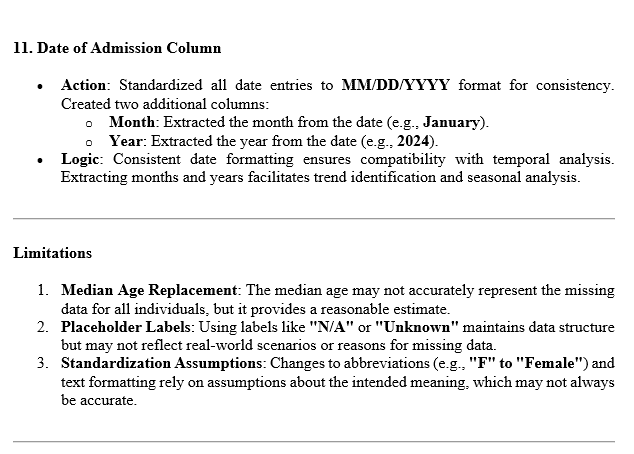 11. Date of Admission Column
• Action: Standardized all date entries to MM/DD/YYYY format for consistency.
Created two additional columns:
o Month: Extracted the month from the date (e.g., January).
o Year: Extracted the year from the date (e.g., 2024).
• Logic: Consistent date formatting ensures compatibility with temporal analysis.
Extracting months and years facilitates trend identification and seasonal analysis.
Limitations
1. Median Age Replacement: The median age may not accurately represent the missing
data for all individuals, but it provides a reasonable estimate.
2. Placeholder Labels: Using labels like "N/A" or "Unknown" maintains data structure
but may not reflect real-world scenarios or reasons for missing data.
3. Standardization Assumptions: Changes to abbreviations (e.g., "F" to "Female") and
text formatting rely on assumptions about the intended meaning, which may not always
be accurate.